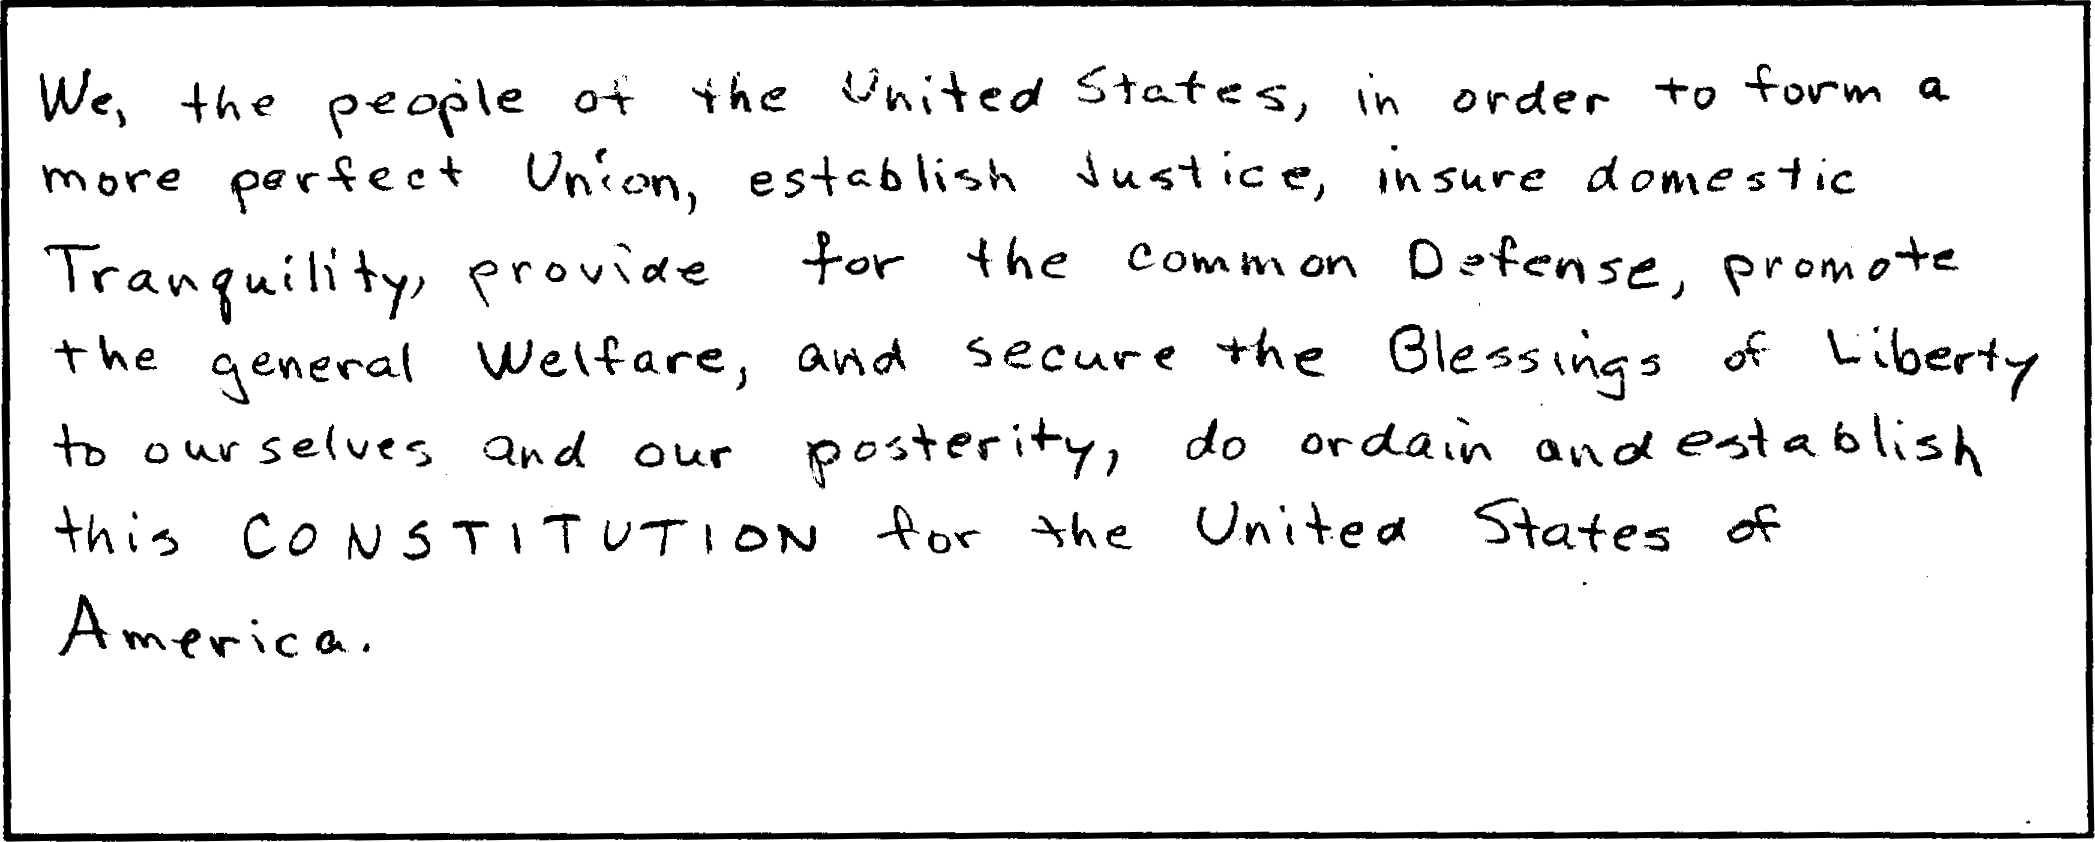 We, the people of the United States, in order to form a
more perfect Union, establish Justice, insure domestic
Tranquility, provide for the common Defense, promote
the general Welfare, and secure the Blessings of Liberty
to ourselves and our posterity, do ordain and establish
this CONSTITUTION for the United States of
America.